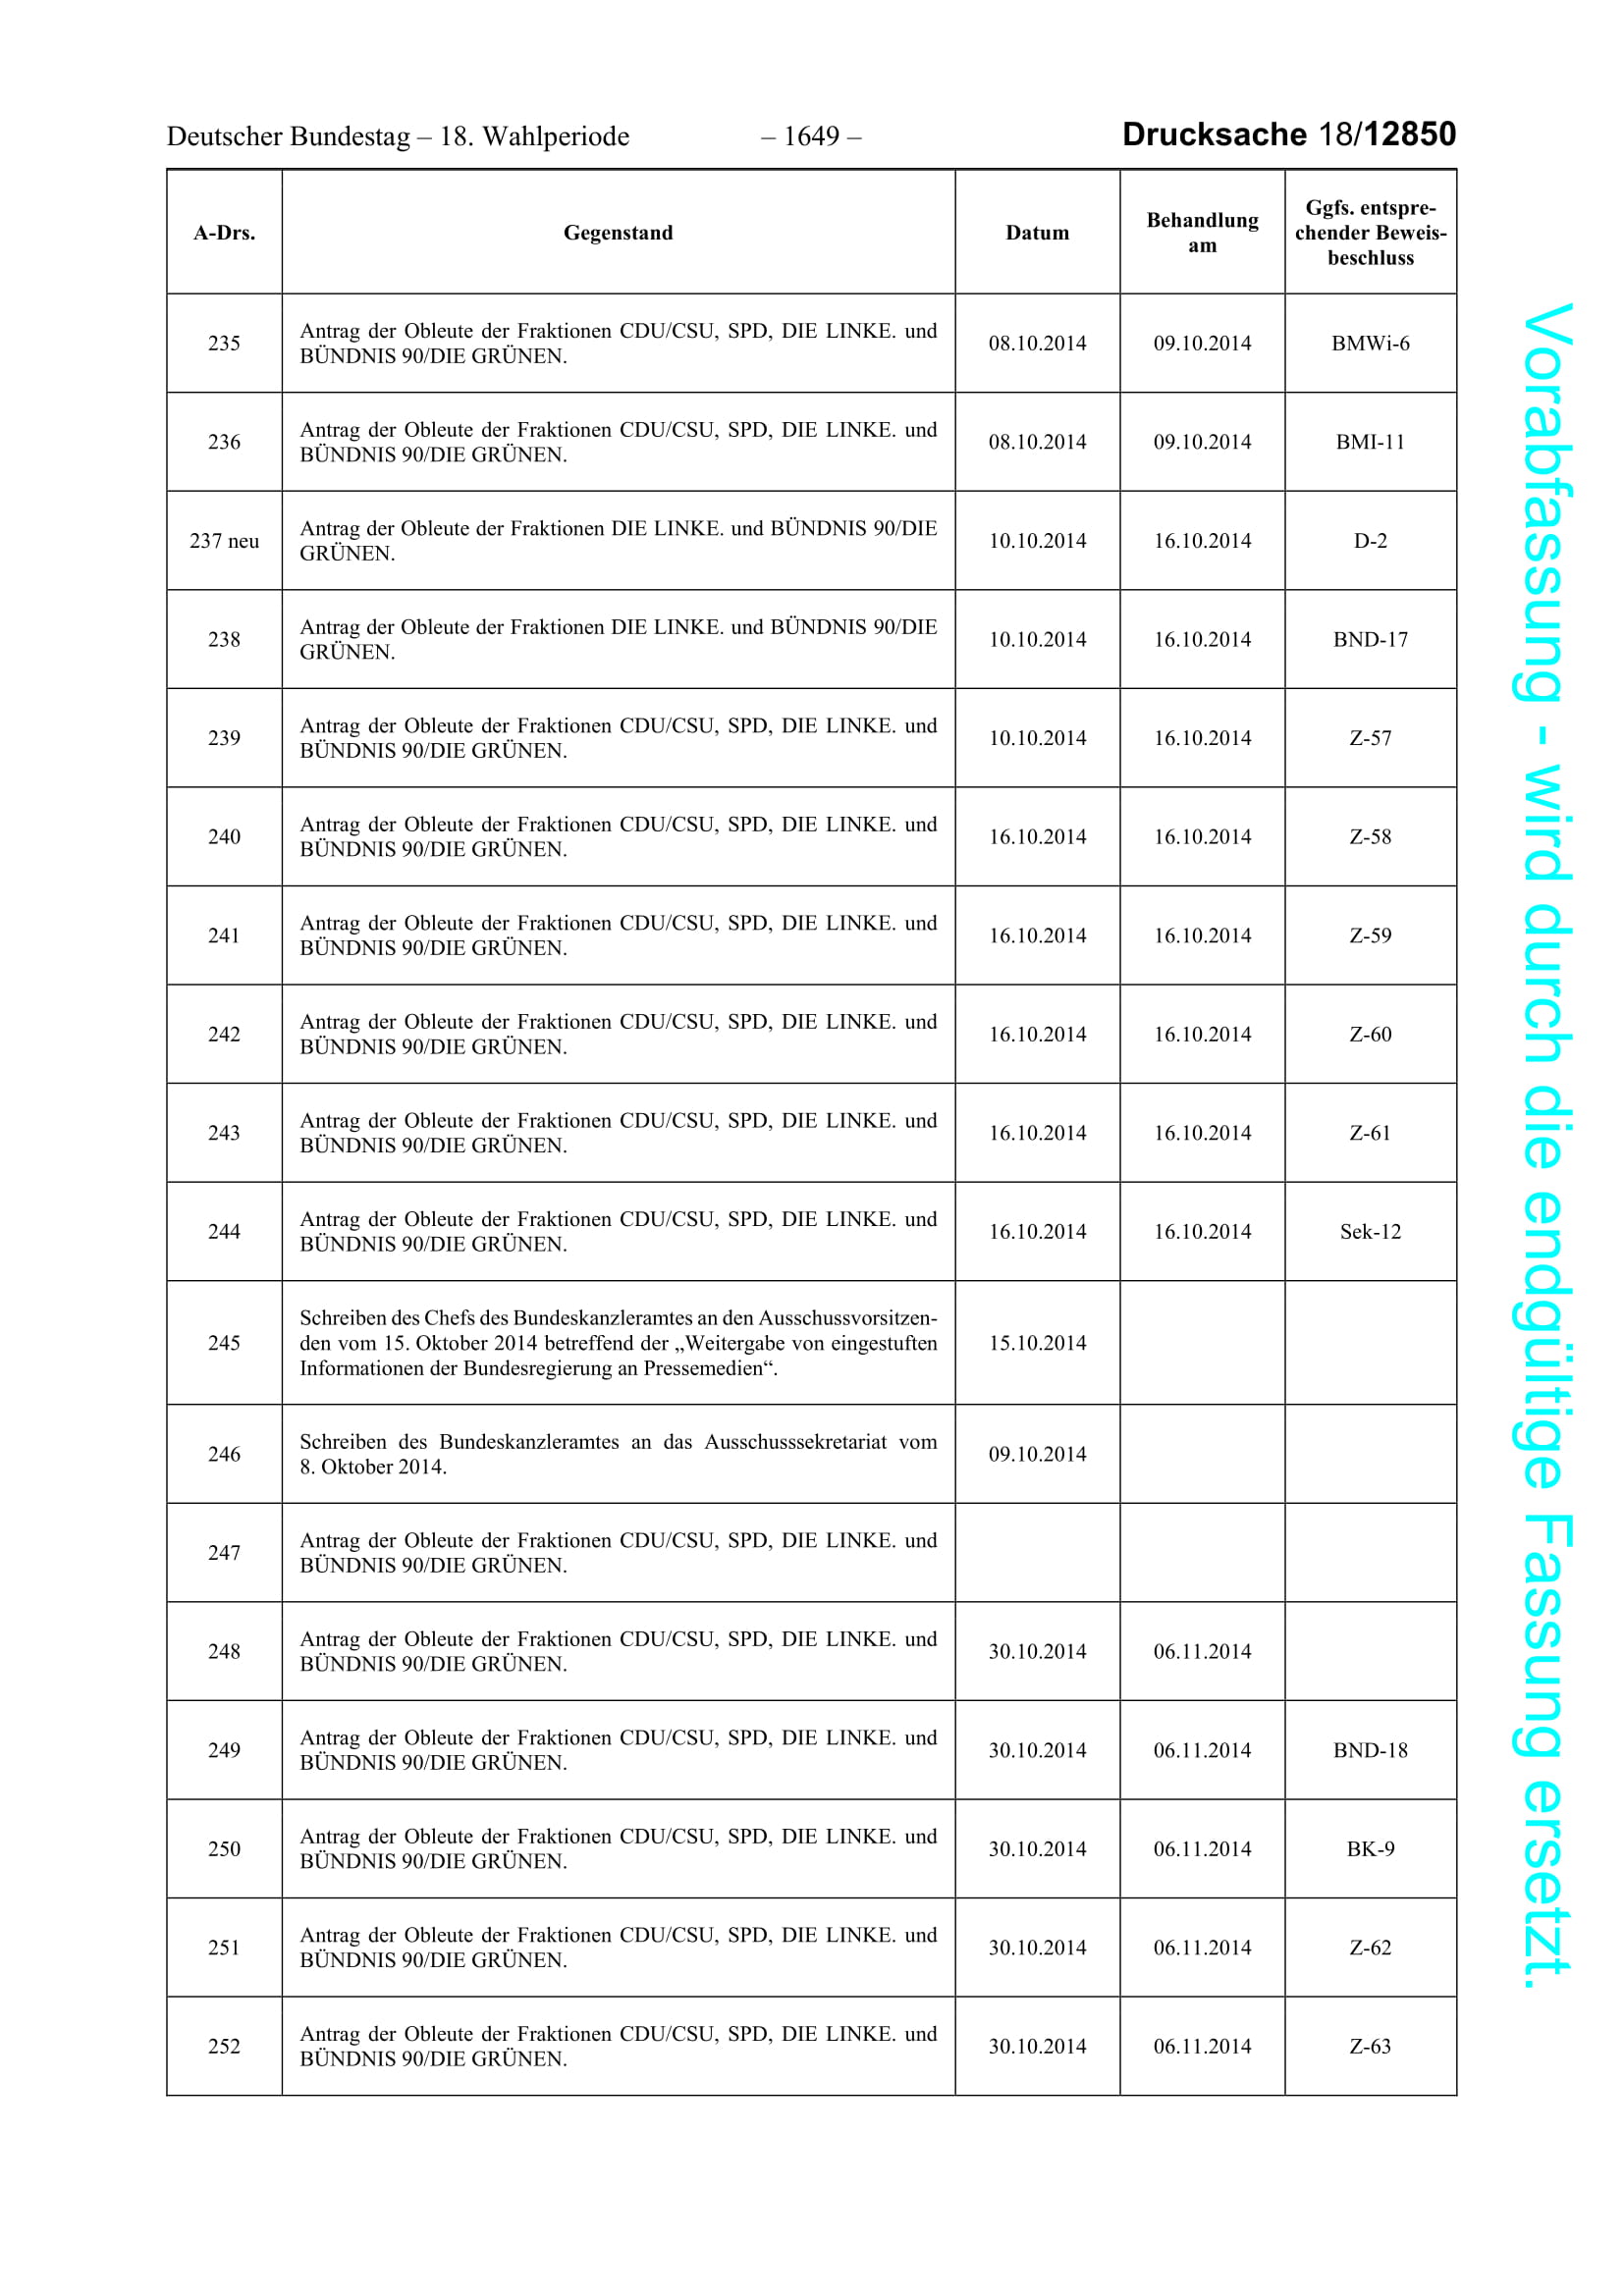 Deutscher Bundestag – 18. Wahlperiode – 1649 – Drucksache 18/12850
A-Drs.
Gegenstand
Datum
Behandlung
am
Ggfs. entspre-
chender Beweis-
beschluss
235
Antrag der Obleute der Fraktionen CDU/CSU, SPD, DIE LINKE. und
BÜNDNIS 90/DIE GRÜNEN.
08.10.2014
09.10.2014
BMWi-6
236
Antrag der Obleute der Fraktionen CDU/CSU, SPD, DIE LINKE. und
BÜNDNIS 90/DIE GRÜNEN.
08.10.2014
09.10.2014
BMI-11
237 neu
Antrag der Obleute der Fraktionen DIE LINKE. und BÜNDNIS 90/DIE
GRÜNEN.
10.10.2014
16.10.2014
D-2
238
Antrag der Obleute der Fraktionen DIE LINKE. und BÜNDNIS 90/DIE
GRÜNEN.
10.10.2014
16.10.2014
BND-17
239
Antrag der Obleute der Fraktionen CDU/CSU, SPD, DIE LINKE. und
BÜNDNIS 90/DIE GRÜNEN.
10.10.2014
16.10.2014
Z-57
240
Antrag der Obleute der Fraktionen CDU/CSU, SPD, DIE LINKE. und
BÜNDNIS 90/DIE GRÜNEN.
16.10.2014
16.10.2014
Z-58
241
Antrag der Obleute der Fraktionen CDU/CSU, SPD, DIE LINKE. und
BÜNDNIS 90/DIE GRÜNEN.
16.10.2014
16.10.2014
Z-59
242
Antrag der Obleute der Fraktionen CDU/CSU, SPD, DIE LINKE. und
BÜNDNIS 90/DIE GRÜNEN.
16.10.2014
16.10.2014
Z-60
243
Antrag der Obleute der Fraktionen CDU/CSU, SPD, DIE LINKE. und
BÜNDNIS 90/DIE GRÜNEN.
16.10.2014
16.10.2014
Z-61
244
Antrag der Obleute der Fraktionen CDU/CSU, SPD, DIE LINKE. und
BÜNDNIS 90/DIE GRÜNEN.
16.10.2014
16.10.2014
Sek-12
245
Schreiben des Chefs des Bundeskanzleramtes an den Ausschussvorsitzen-
den vom 15. Oktober 2014 betreffend der „Weitergabe von eingestuften
Informationen der Bundesregierung an Pressemedien“.
15.10.2014
246
Schreiben des Bundeskanzleramtes an das Ausschusssekretariat vom
8. Oktober 2014.
09.10.2014
247
Antrag der Obleute der Fraktionen CDU/CSU, SPD, DIE LINKE. und
BÜNDNIS 90/DIE GRÜNEN.
248
Antrag der Obleute der Fraktionen CDU/CSU, SPD, DIE LINKE. und
BÜNDNIS 90/DIE GRÜNEN.
30.10.2014
06.11.2014
249
Antrag der Obleute der Fraktionen CDU/CSU, SPD, DIE LINKE. und
BÜNDNIS 90/DIE GRÜNEN.
30.10.2014
06.11.2014
BND-18
250
Antrag der Obleute der Fraktionen CDU/CSU, SPD, DIE LINKE. und
BÜNDNIS 90/DIE GRÜNEN.
30.10.2014
06.11.2014
BK-9
251
Antrag der Obleute der Fraktionen CDU/CSU, SPD, DIE LINKE. und
BÜNDNIS 90/DIE GRÜNEN.
30.10.2014
06.11.2014
Z-62
252
Antrag der Obleute der Fraktionen CDU/CSU, SPD, DIE LINKE. und
BÜNDNIS 90/DIE GRÜNEN.
30.10.2014
06.11.2014
Z-63
Vorabfassung - wird durch die endgültige Fassung ersetzt.